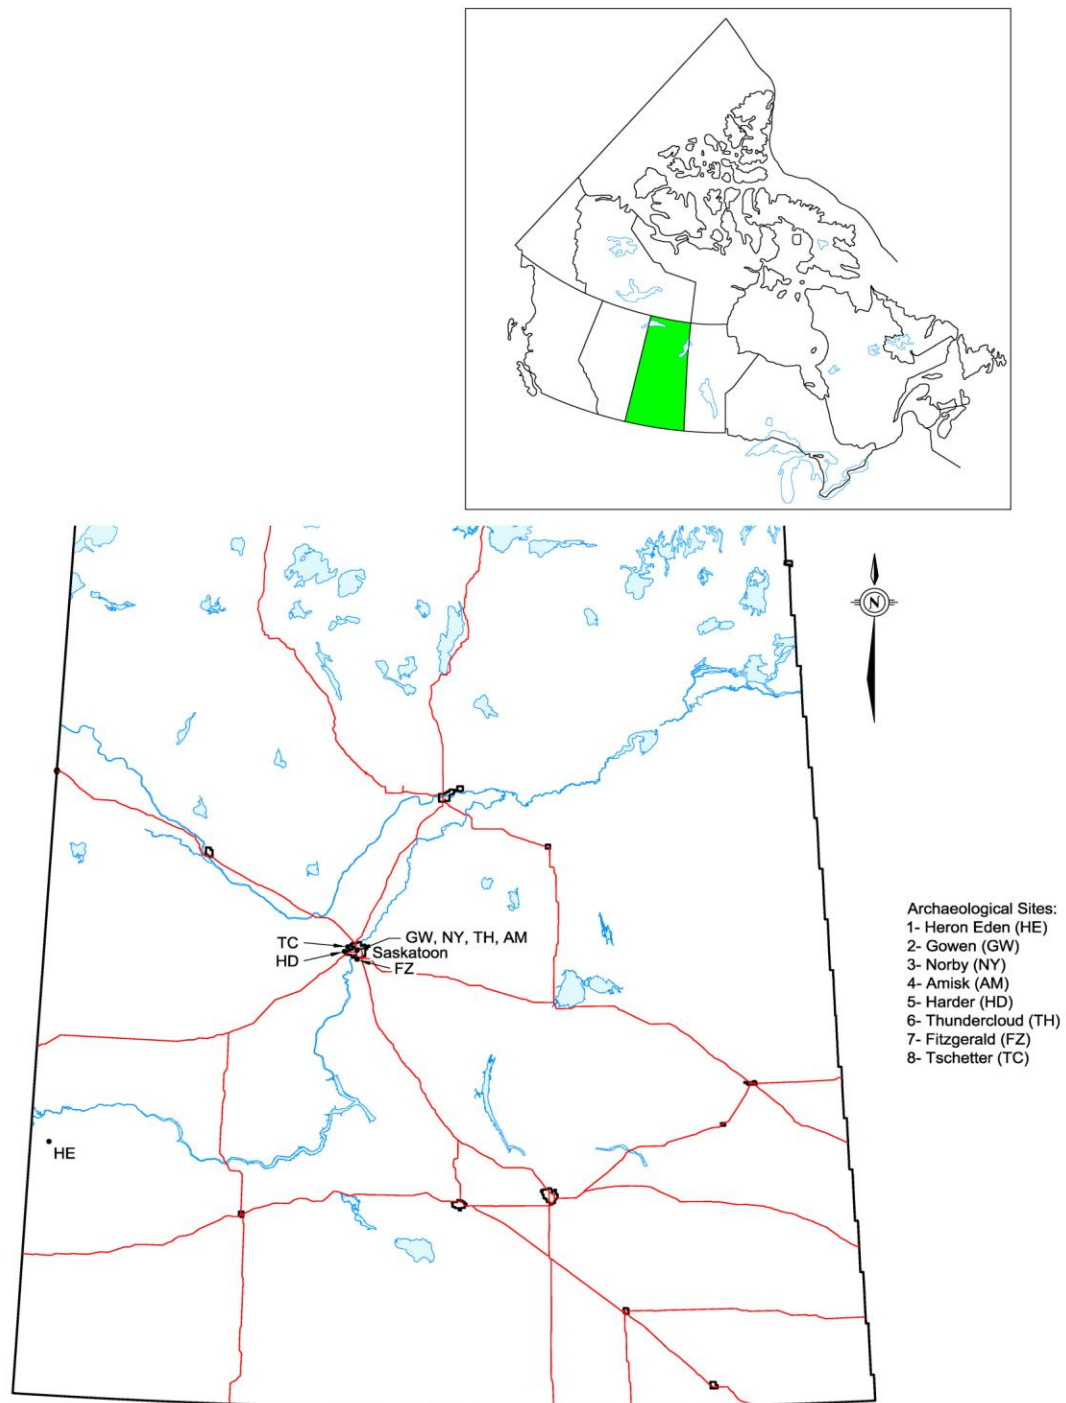 N
TC
GW, NY, TH, AM
HD
Saskatoon
FZ
HE
Archaeological Sites:
1- Heron Eden (HE)
2- Gowen (GW)
3- Norby (NY)
4- Amisk (AM)
5- Harder (HD)
6- Thundercloud (TH)
7- Fitzgerald (FZ)
8- Tschetter (TC)